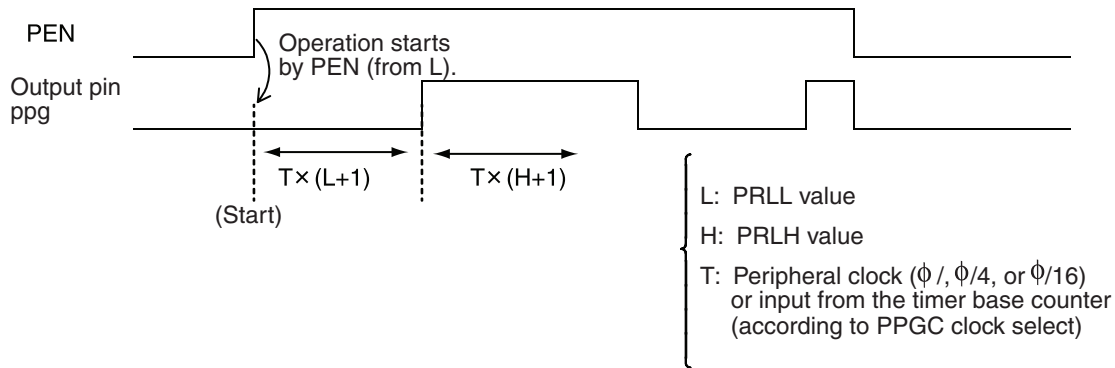 PEN
Operation starts
by PEN (from L).
Output pin
ppg
T× (L+1)
T× (H+1)
(Start)
L: PRLL value
H: PRLH value
T: Peripheral clock (ϕ /, ϕ/4, or ϕ/16)
or input from the timer base counter
(according to PPGC clock select)